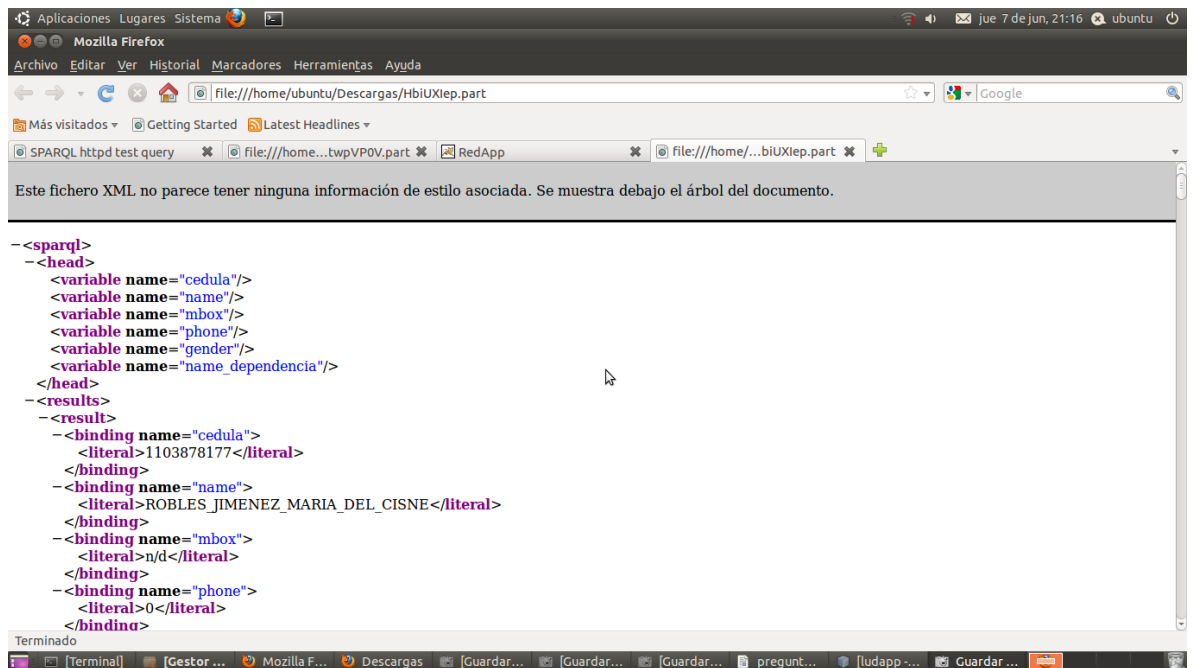 Aplicaciones Lugares Sistema jue 7 de jun, 21:16 ubuntu
Mozilla Firefox
Archivo Editar Ver Historial Marcadores Herramientas Ayuda
file:///home/ubuntu/Descargas/HbiUXIep.part Google
Más visitados Getting Started Latest Headlines
SPARQL httpd test query file:///home...twpVP0V.part RedApp file:///home/...biUXIep.part
Este fichero XML no parece tener ninguna información de estilo asociada. Se muestra debajo el árbol del documento.
−<sparql>
−<head>
<variable name="cedula"/>
<variable name="name"/>
<variable name="mbox"/>
<variable name="phone"/>
<variable name="gender"/>
<variable name="name_dependencia"/>
</head>
−<results>
−<result>
−<binding name="cedula">
<literal>1103878177</literal>
</binding>
−<binding name="name">
<literal>ROBLES_JIMENEZ_MARIA_DEL_CISNE</literal>
</binding>
−<binding name="mbox">
<literal>n/d</literal>
</binding>
−<binding name="phone">
<literal>0</literal>
</binding>
Terminado
[Terminal] [Gestor ... Mozilla F... Descargas [Guardar... [Guardar... [Guardar... pregunt... [ludapp -... Guardar ...